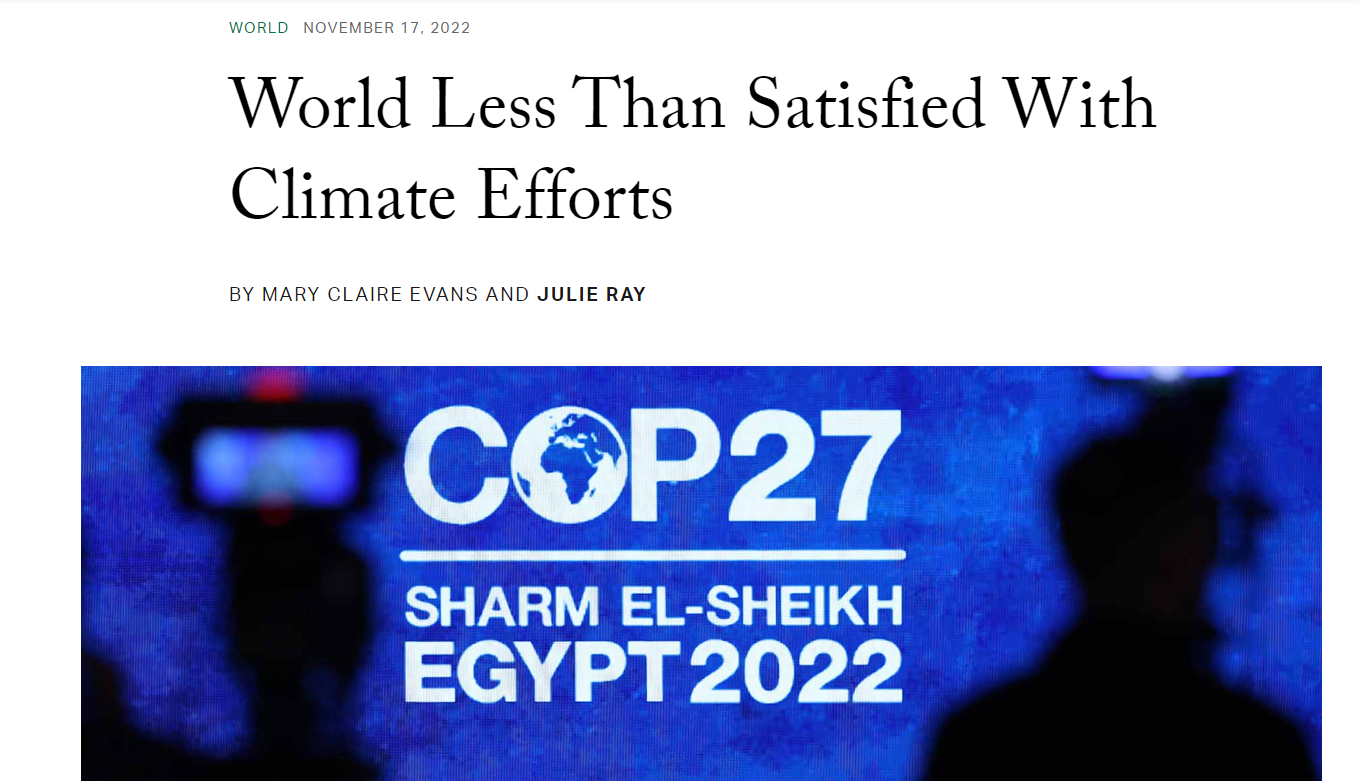 WORLD NOVEMBER 17, 2022
World Less Than Satisfied With
Climate Efforts
BY MARY CLAIRE EVANS AND JULIE RAY
COP27
SHARM EL-SHEIKH
EGYPT 2022